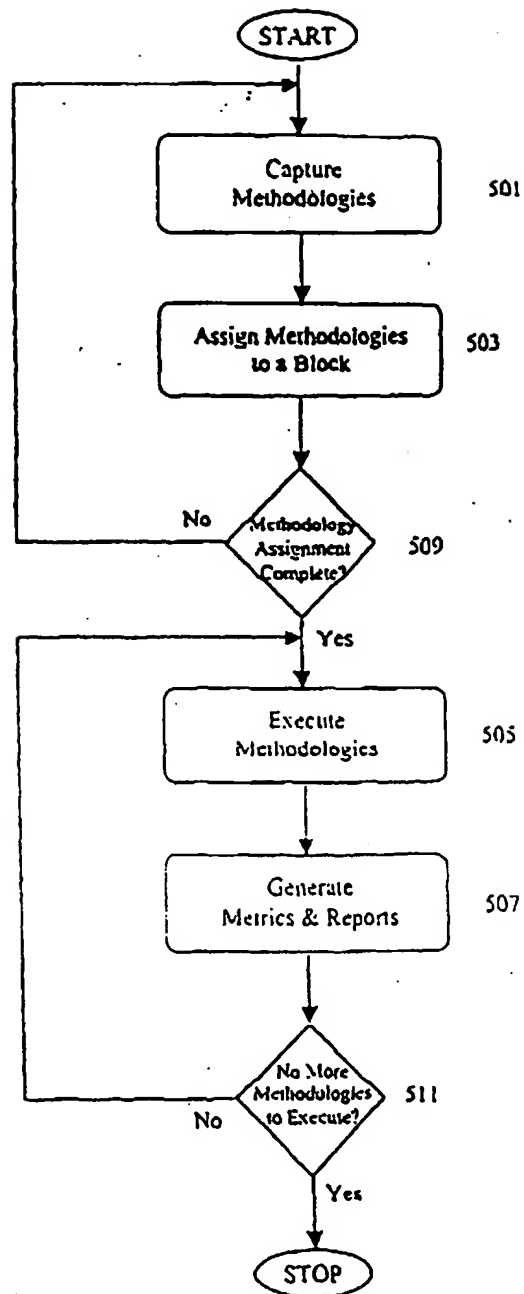 START
Capture
Methodologies
501
Assign Methodologies
to a Block
503
No
Methodology
Assignment
Complete?
509
Yes
Execute
Methodologies
505
Generate
Metrics & Reports
507
No More
Methodologies
to Execute?
511
No
Yes
STOP